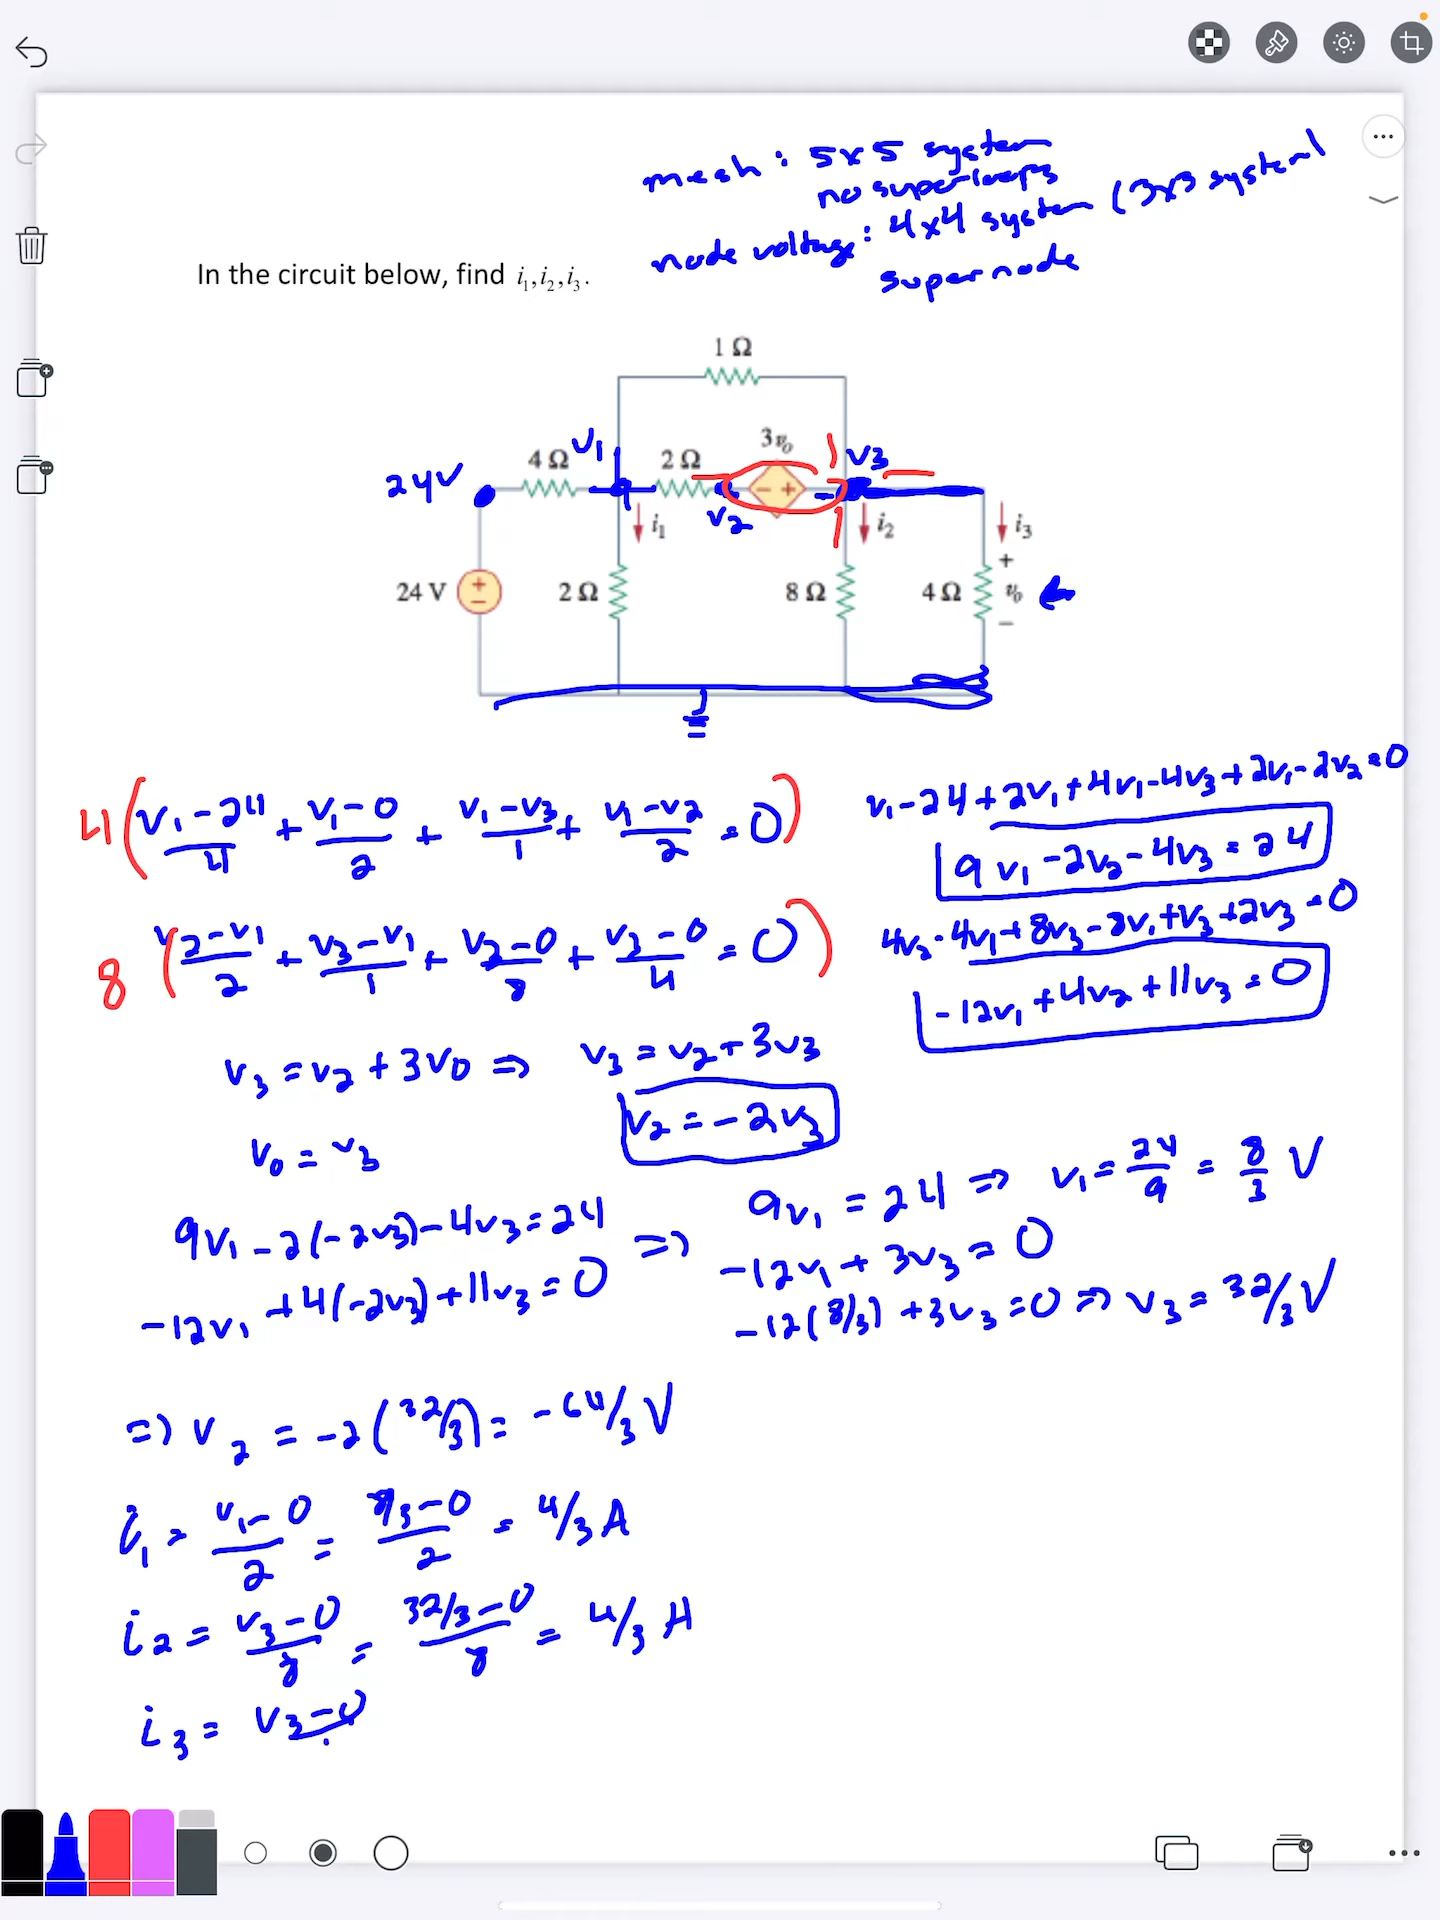 mesh : 5x5 system
no superloops
node voltage : 4x4 system (3x3 system)
supernode
In the circuit below, find i₁,i₂,i₃.
1 Ω
24V
4 Ω
V₁
2 Ω
3v₀
V₃
- +
V₂
i₁
i₂
i₃
24 V
+
-
2 Ω
8 Ω
4 Ω
+
v₀
-
4(V₁-24/4 + V₁-0/2 + V₁-V₃/1 + V₁-V₂/2 = 0)
V₁-24+2V₁+4V₁-4V₃+2V₁-2V₂=0
9V₁-2V₂-4V₃=24
8(V₂-V₁/2 + V₃-V₁/1 + V₃-0/8 + V₃-0/4 = 0)
4V₂-4V₁+8V₃-8V₁+V₃+2V₃=0
-12V₁+4V₂+11V₃=0
V₃=V₂+3V₀ => V₃=V₂+3V₃
V₂=-2V₃
V₀=V₃
9V₁-2(-2V₃)-4V₃=24 =>
-12V₁+4(-2V₃)+11V₃=0
9V₁=24 => V₁=24/9=8/3 V
-12V₁+3V₃=0
-12(8/3)+3V₃=0 => V₃=32/3 V
=> V₂=-2(32/3)=-64/3 V
i₁=V₁-0/2=8/3-0/2=4/3 A
i₂=V₃-0/8=32/3-0/8=4/3 A
i₃=V₃-0